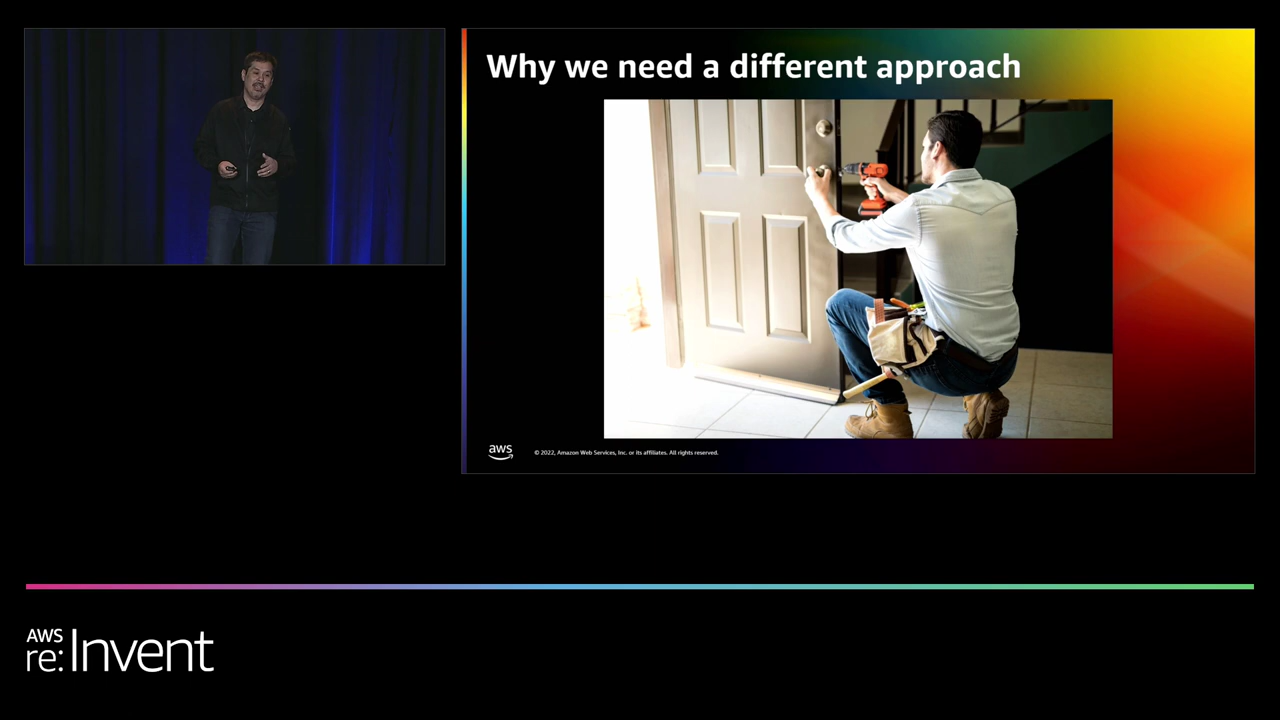 Why we need a different approach
aws
© 2022, Amazon Web Services, Inc. or its affiliates. All rights reserved.
AWS
re:Invent